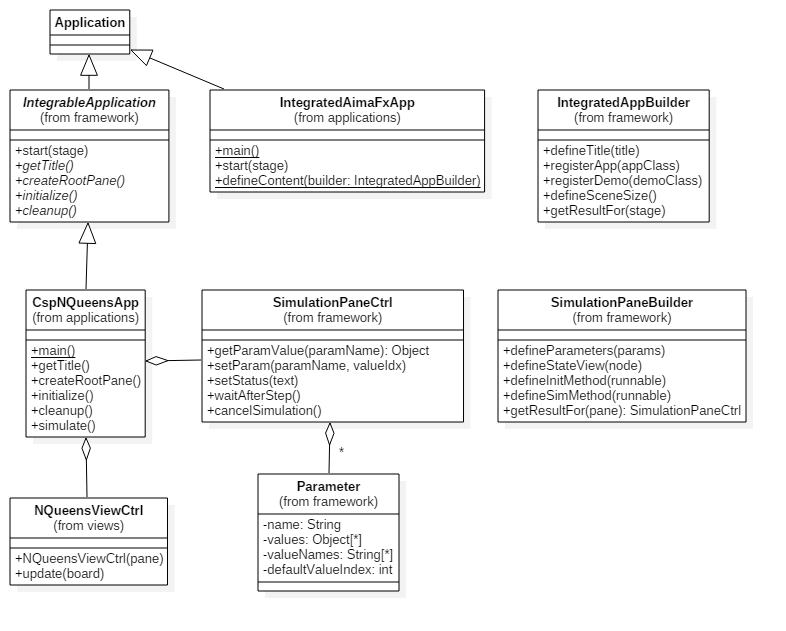 Application
IntegrableApplication
(from framework)
+start(stage)
+getTitle()
+createRootPane()
+initialize()
+cleanup()
IntegratedAimaFxApp
(from applications)
+main()
+start(stage)
+defineContent(builder: IntegratedAppBuilder)
IntegratedAppBuilder
(from framework)
+defineTitle(title)
+registerApp(appClass)
+registerDemo(demoClass)
+defineSceneSize()
+getResultFor(stage)
CspNQueensApp
(from applications)
+main()
+getTitle()
+createRootPane()
+initialize()
+cleanup()
+simulate()
SimulationPaneCtrl
(from framework)
+getParamValue(paramName): Object
+setParam(paramName, valueIdx)
+setStatus(text)
+waitAfterStep()
+cancelSimulation()
SimulationPaneBuilder
(from framework)
+defineParameters(params)
+defineStateView(node)
+defineInitMethod(runnable)
+defineSimMethod(runnable)
+getResultFor(pane): SimulationPaneCtrl
*
NQueensViewCtrl
(from views)
+NQueensViewCtrl(pane)
+update(board)
Parameter
(from framework)
-name: String
-values: Object[*]
-valueNames: String[*]
-defaultValueIndex: int